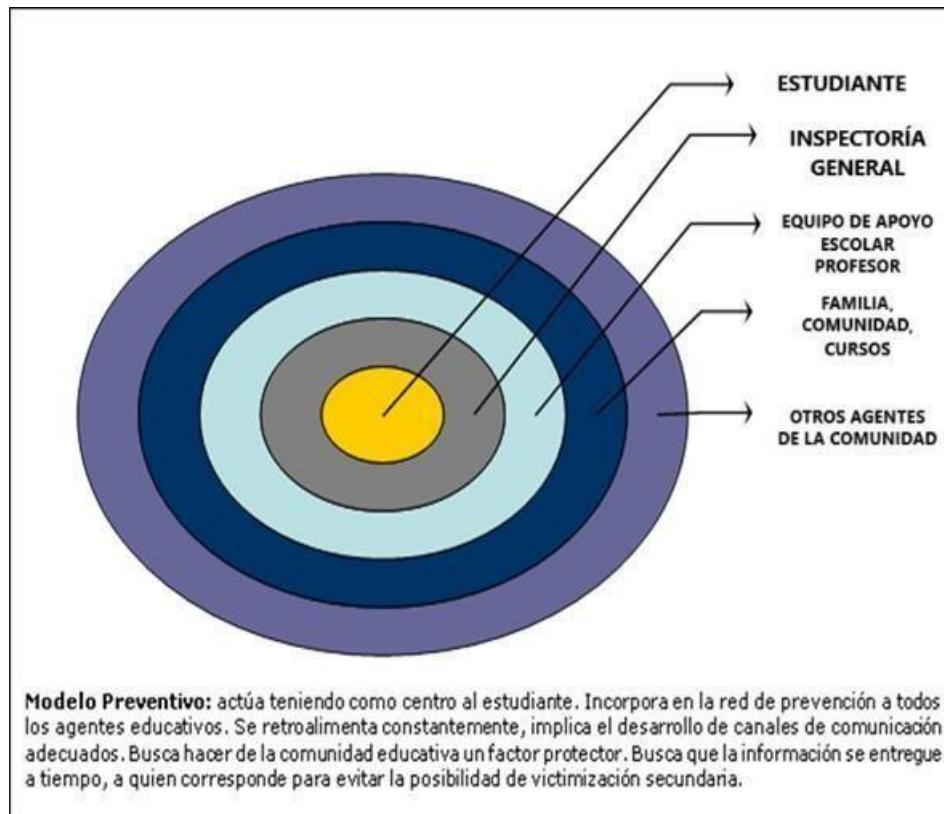 ESTUDIANTE
INSPECTORÍA
GENERAL
EQUIPO DE APOYO
ESCOLAR
PROFESOR
FAMILIA,
COMUNIDAD,
CURSOS
OTROS AGENTES
DE LA COMUNIDAD
Modelo Preventivo: actúa teniendo como centro al estudiante. Incorpora en la red de prevención a todos
los agentes educativos. Se retroalimenta constantemente, implica el desarrollo de canales de comunicación
adecuados. Busca hacer de la comunidad educativa un factor protector. Busca que la información se entregue
a tiempo, a quien corresponde para evitar la posibilidad de victimización secundaria.